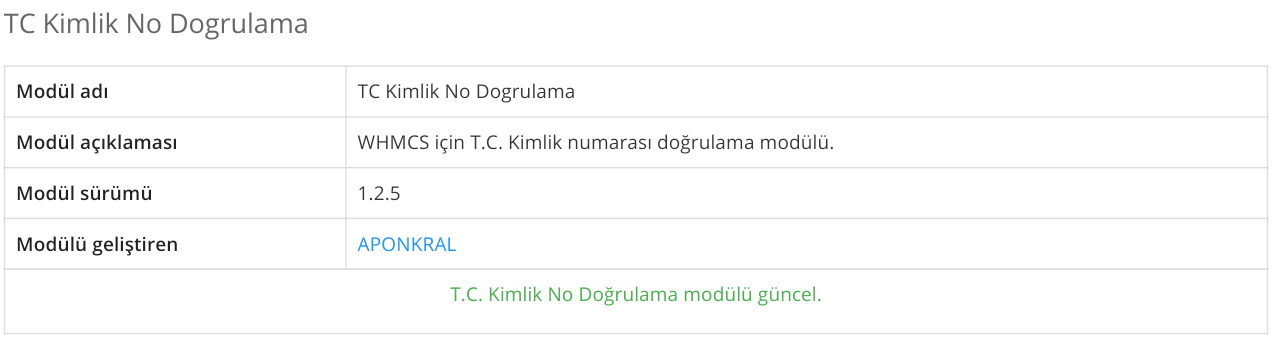 TC Kimlik No Dogrulama
Modül adı TC Kimlik No Dogrulama
Modül açıklaması WHMCS için T.C. Kimlik numarası doğrulama modülü.
Modül sürümü 1.2.5
Modülü geliştiren APONKRAL
T.C. Kimlik No Doğrulama modülü güncel.